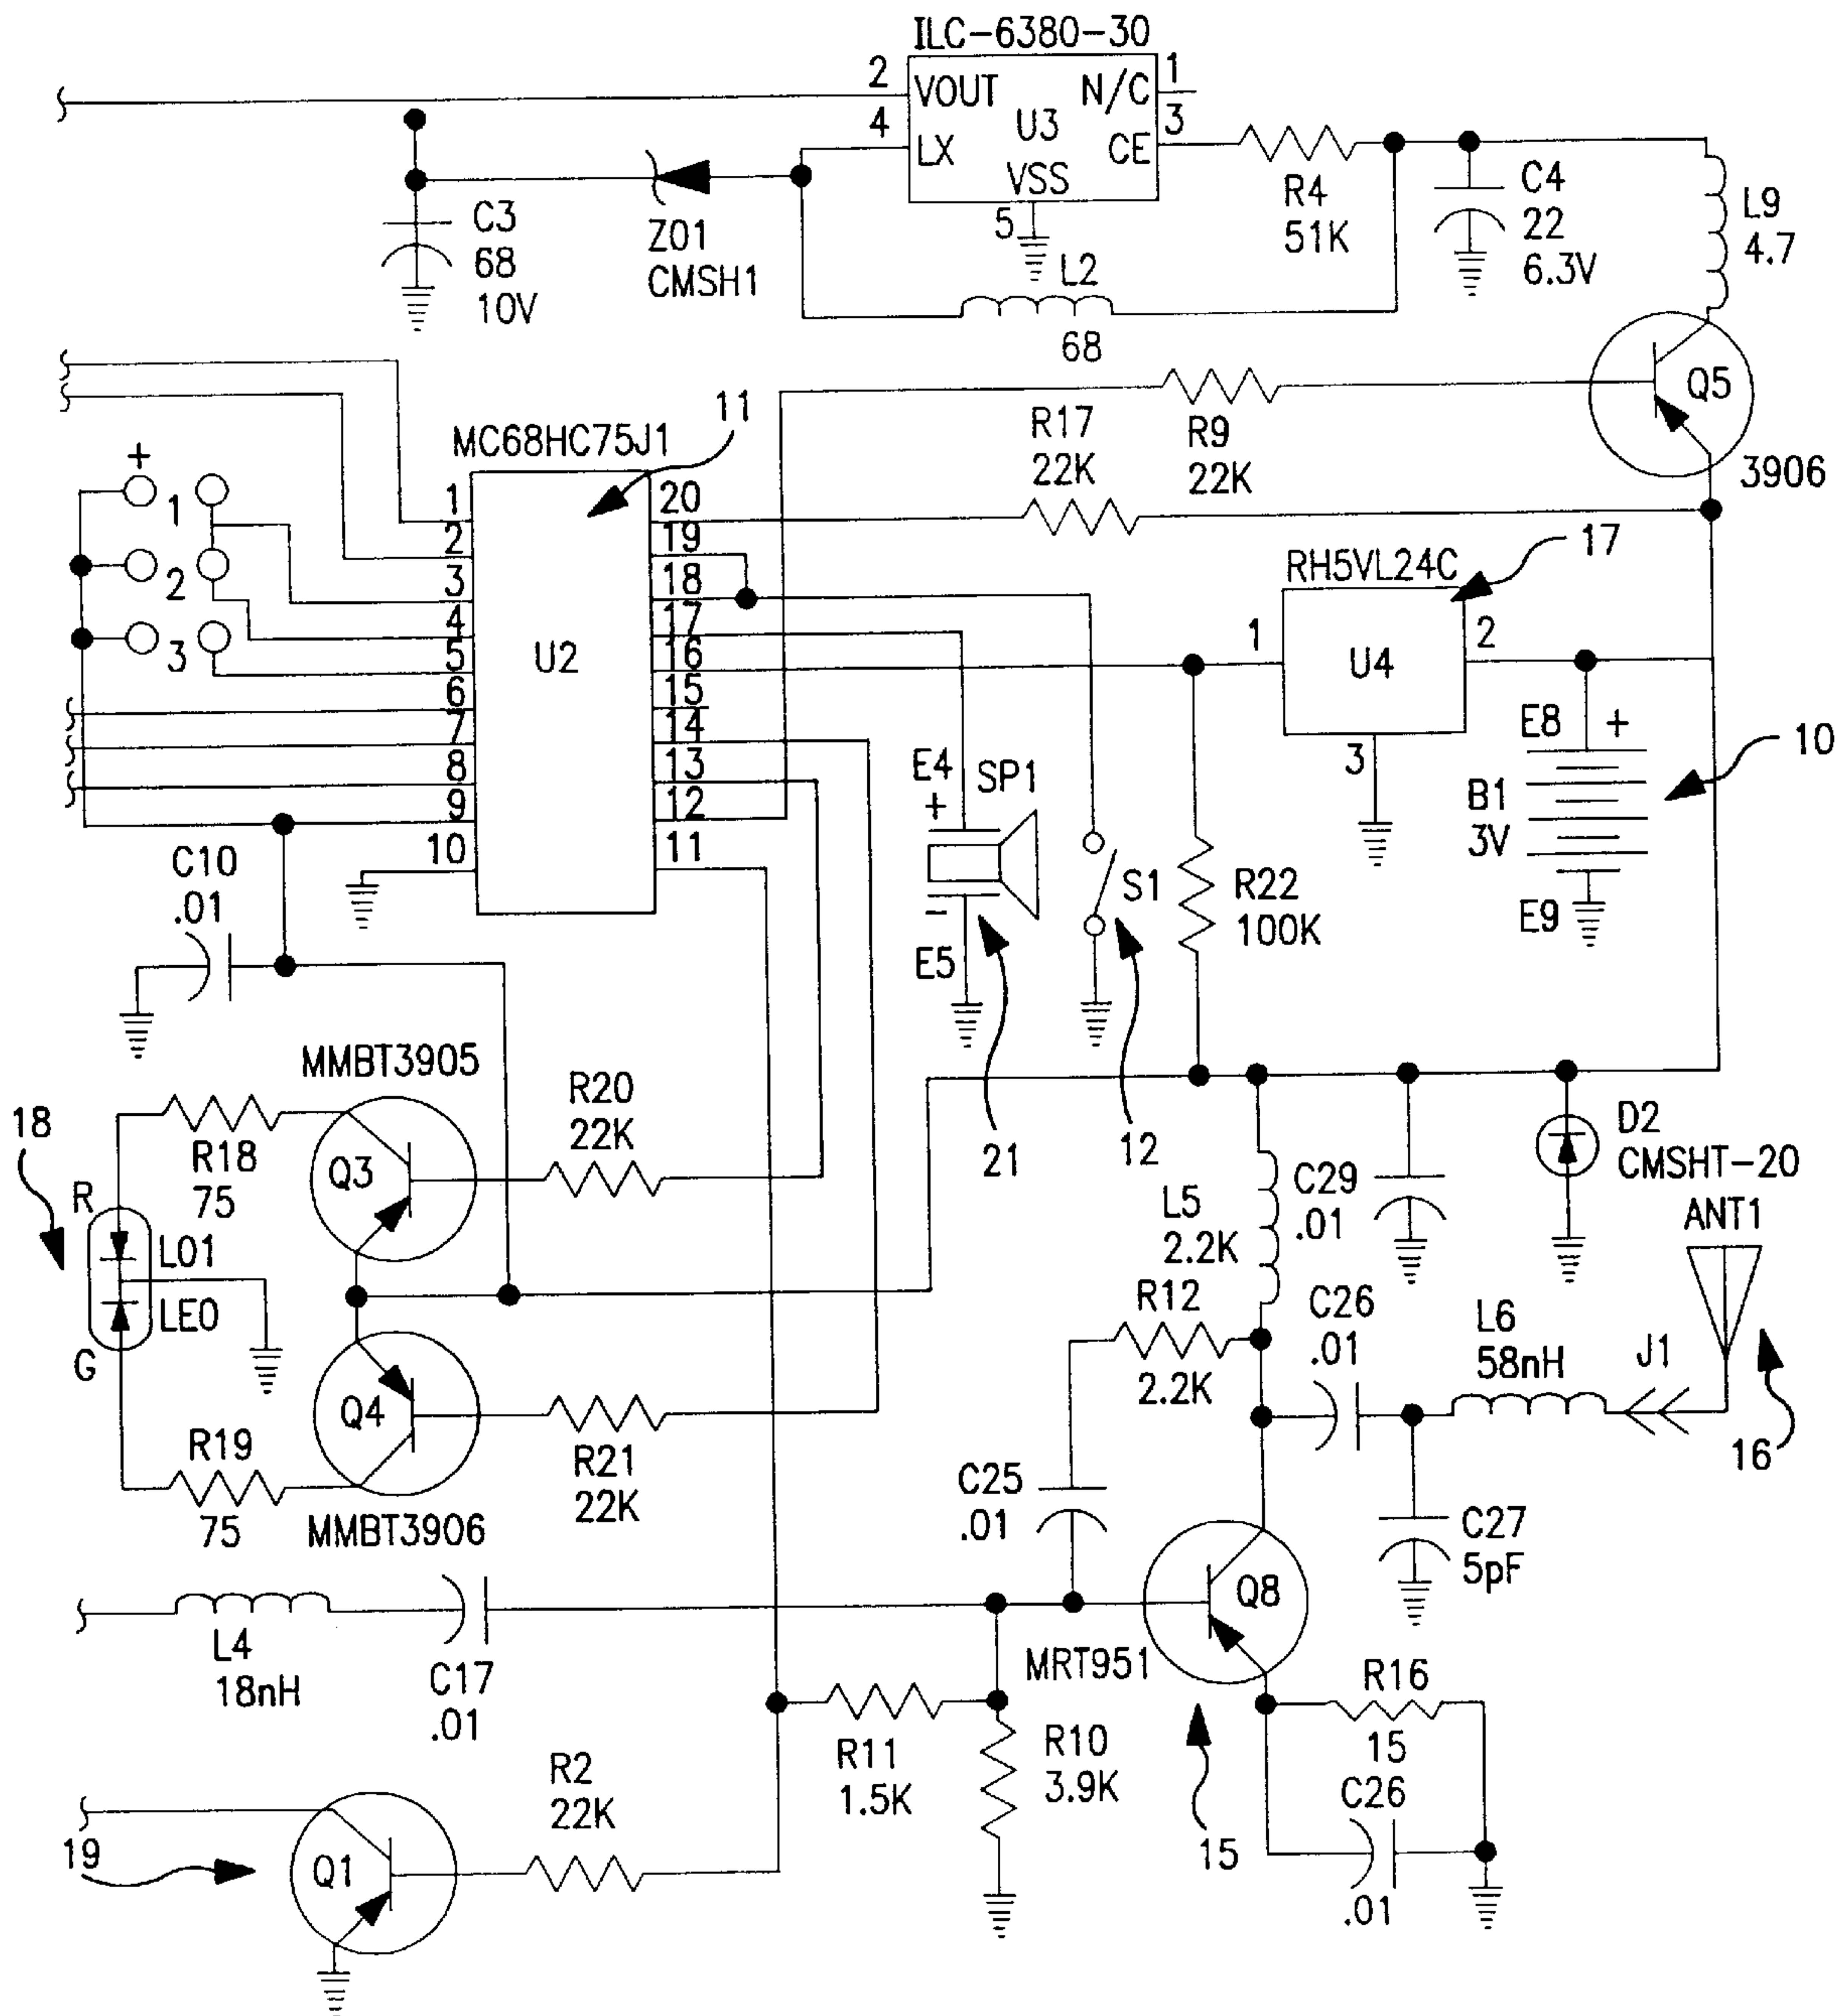 ILC-6380-30
2
VOUT
N/C
1
4
LX
U3
CE
3
VSS
5
C3
68
10V
Z01
CMSH1
L2
68
R4
51K
C4
22
6.3V
L9
4.7
Q5
3906
R17
22K
R9
22K
MC68HC75J1
11
+
1
2
3
1
2
3
4
5
6
7
8
9
10
U2
20
19
18
17
16
15
14
13
12
11
RH5VL24C
17
1
U4
2
3
E8
+
B1
3V
E9
10
E4
+
SP1
-
E5
21
S1
12
R22
100K
C10
.01
MMBT3905
R20
22K
18
R18
75
Q3
R
L01
LE0
G
Q4
R19
75
R21
22K
MMBT3906
L5
2.2K
C29
.01
D2
CMSHT-20
ANT1
R12
2.2K
C26
.01
L6
58nH
J1
16
C25
.01
C27
5pF
Q8
MRT951
L4
18nH
C17
.01
R16
15
R11
1.5K
R10
3.9K
C26
.01
15
R2
22K
19
Q1